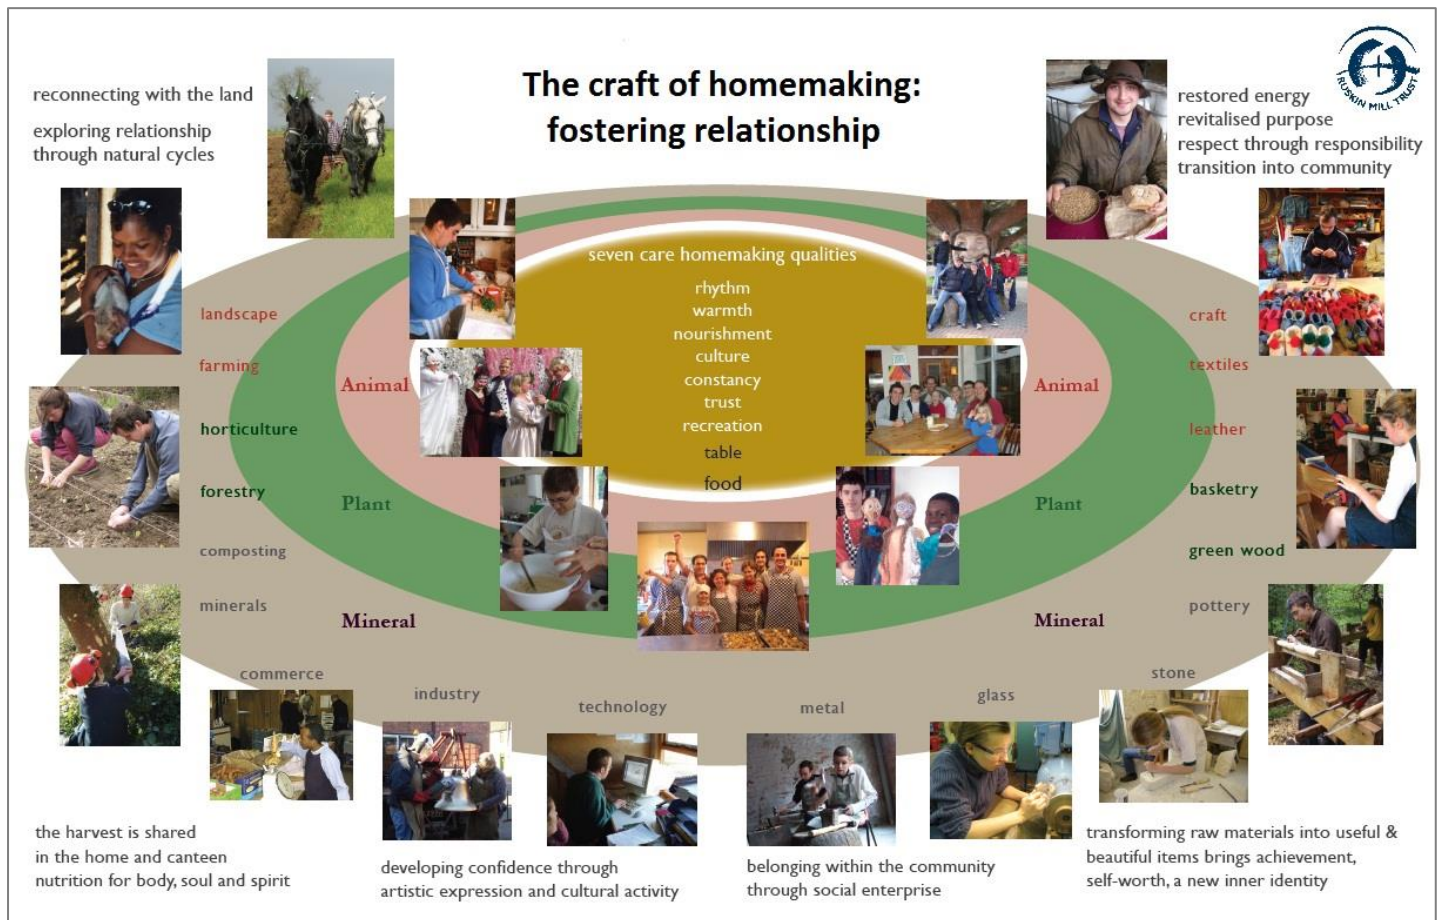 The craft of homemaking:
fostering relationship
RUSKIN MILL TRUST
reconnecting with the land
exploring relationship
through natural cycles
restored energy
revitalised purpose
respect through responsibility
transition into community
seven care homemaking qualities
rhythm
warmth
nourishment
culture
constancy
trust
recreation
table
food
landscape
farming
horticulture
forestry
composting
minerals
commerce
industry
technology
metal
glass
stone
pottery
green wood
basketry
leather
textiles
craft
Animal
Plant
Mineral
Animal
Plant
Mineral
the harvest is shared
in the home and canteen
nutrition for body, soul and spirit
developing confidence through
artistic expression and cultural activity
belonging within the community
through social enterprise
transforming raw materials into useful &
beautiful items brings achievement,
self-worth, a new inner identity